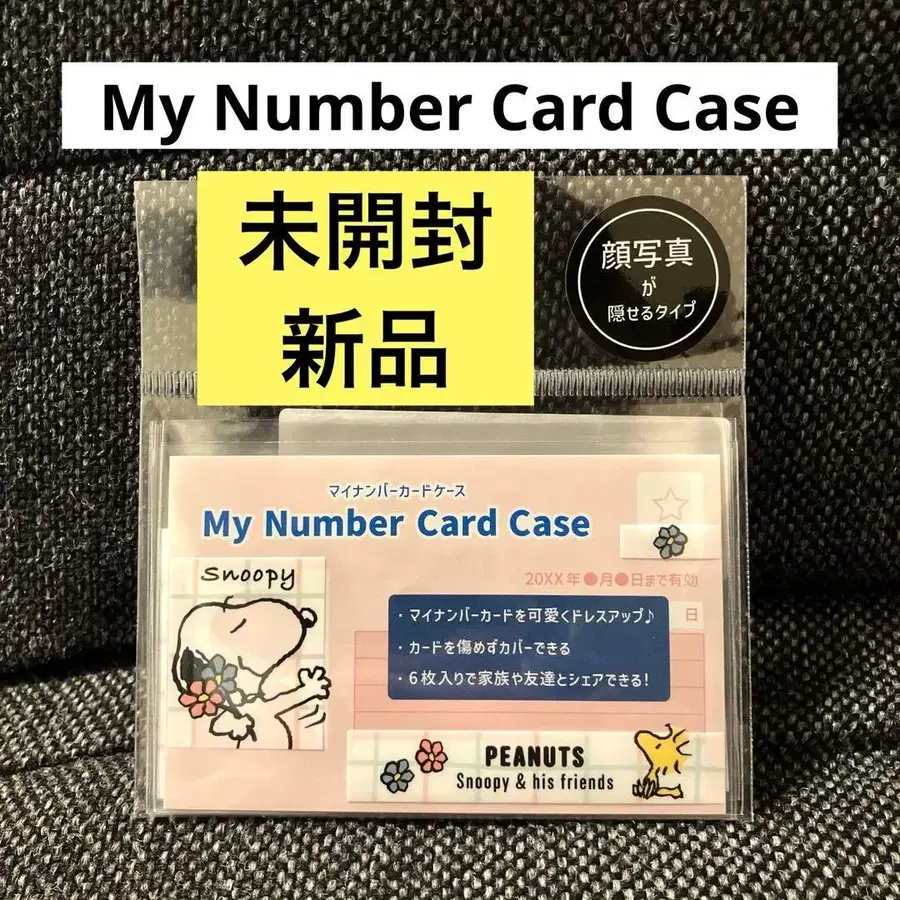 My Number Card Case
未開封
新品
顔写真
が
隠せるタイプ
マイナンバーカードケース
My Number Card Case
Snoopy
20XX年●月●日まで有効
日
・マイナンバーカードを可愛くドレスアップ♪
・カードを傷めずカバーできる
・6枚入りで家族や友達とシェアできる!
PEANUTS
Snoopy & his friends